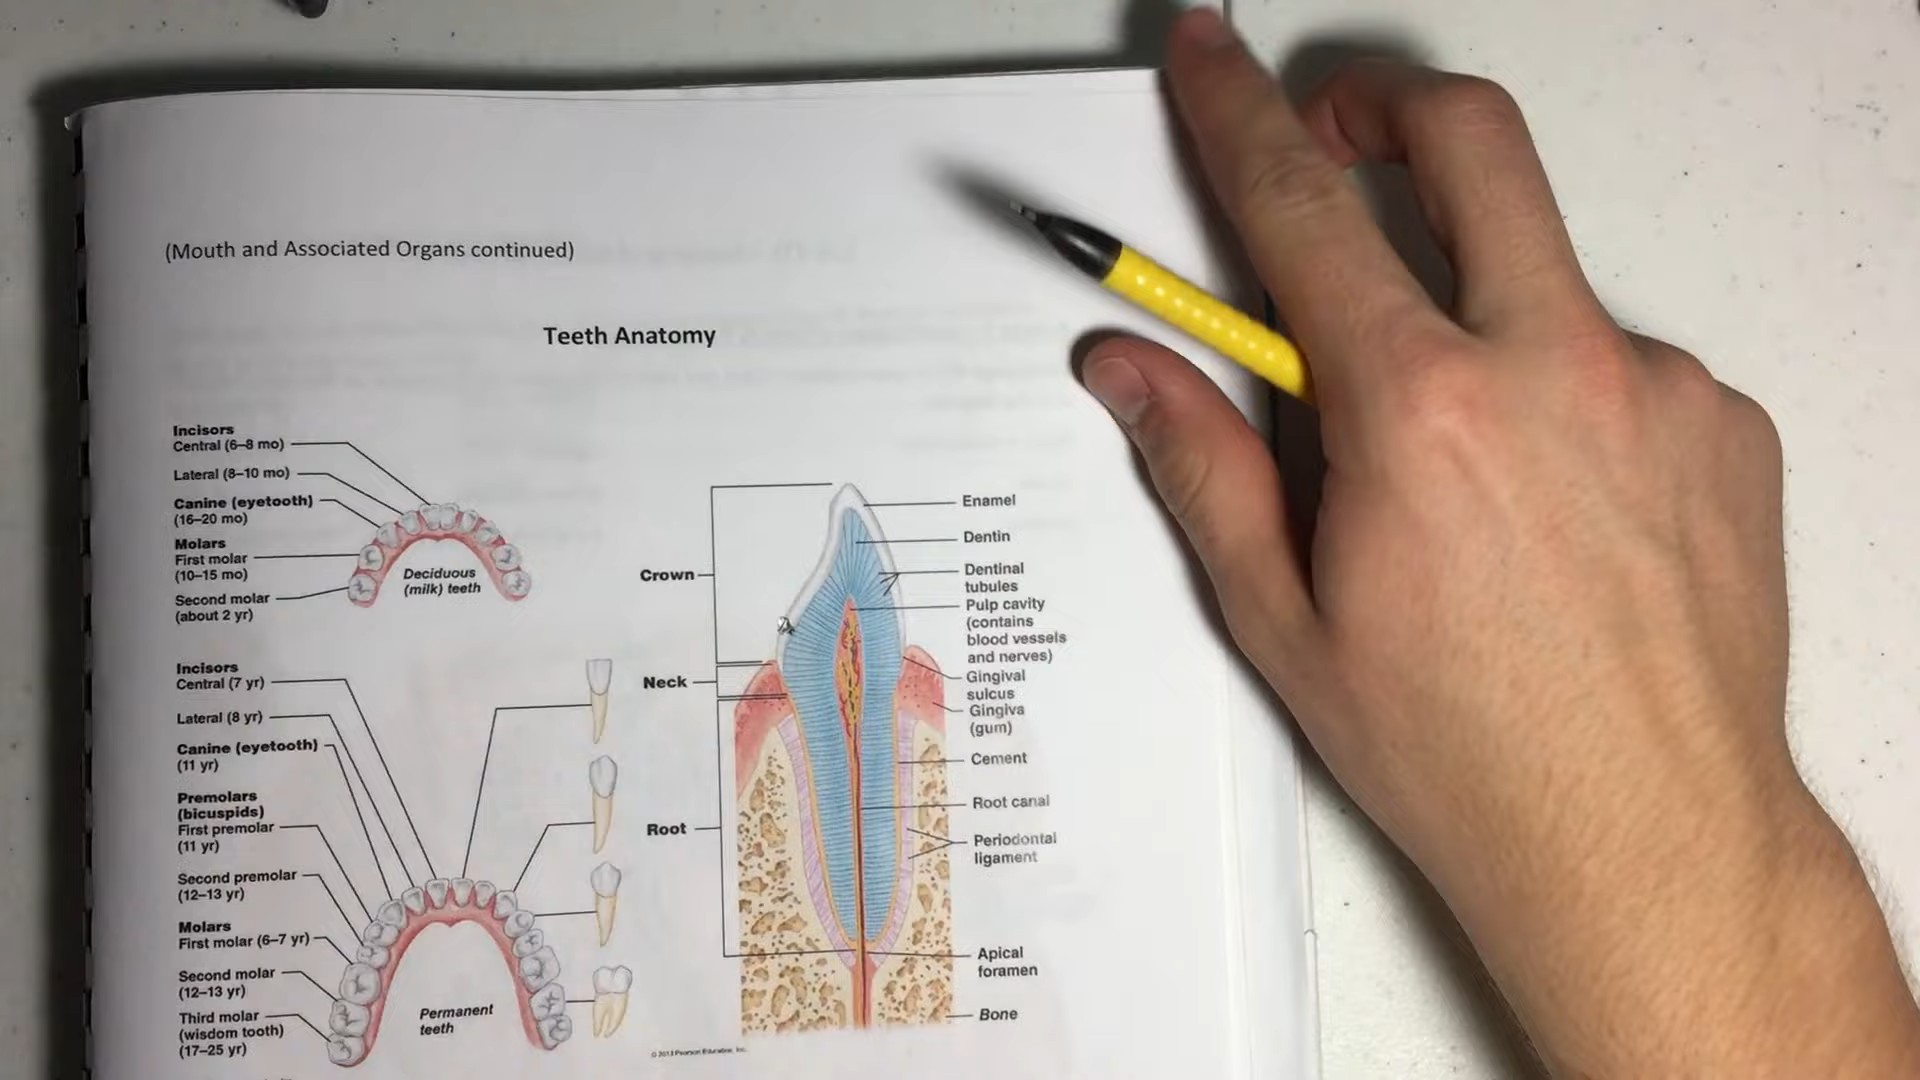 (Mouth and Associated Organs continued)
Teeth Anatomy
Incisors
Central (6–8 mo)
Lateral (8–10 mo)
Canine (eyetooth)
(16–20 mo)
Molars
First molar
(10–15 mo)
Second molar
(about 2 yr)
Deciduous
(milk) teeth
Incisors
Central (7 yr)
Lateral (8 yr)
Canine (eyetooth)
(11 yr)
Premolars
(bicuspids)
First premolar
(11 yr)
Second premolar
(12–13 yr)
Molars
First molar (6–7 yr)
Second molar
(12–13 yr)
Third molar
(wisdom tooth)
(17–25 yr)
Permanent
teeth
Crown
Neck
Root
Enamel
Dentin
Dentinal
tubules
Pulp cavity
(contains
blood vessels
and nerves)
Gingival
sulcus
Gingiva
(gum)
Cement
Root canal
Periodontal
ligament
Apical
foramen
Bone
© 2013 Pearson Education, Inc.